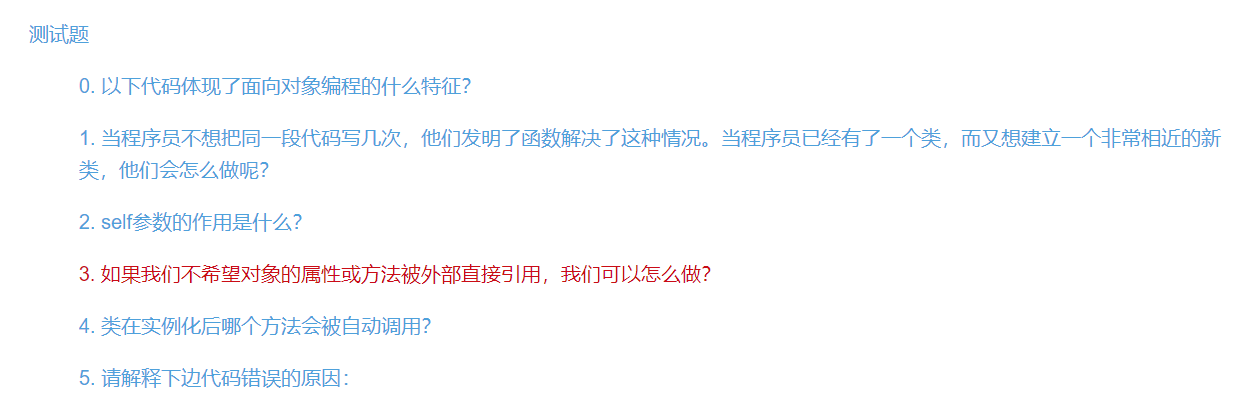 测试题
0. 以下代码体现了面向对象编程的什么特征？
1. 当程序员不想把同一段代码写几次，他们发明了函数解决了这种情况。当程序员已经有了一个类，而又想建立一个非常相近的新
类，他们会怎么做呢？
2. self参数的作用是什么？
3. 如果我们不希望对象的属性或方法被外部直接引用，我们可以怎么做？
4. 类在实例化后哪个方法会被自动调用？
5. 请解释下边代码错误的原因：